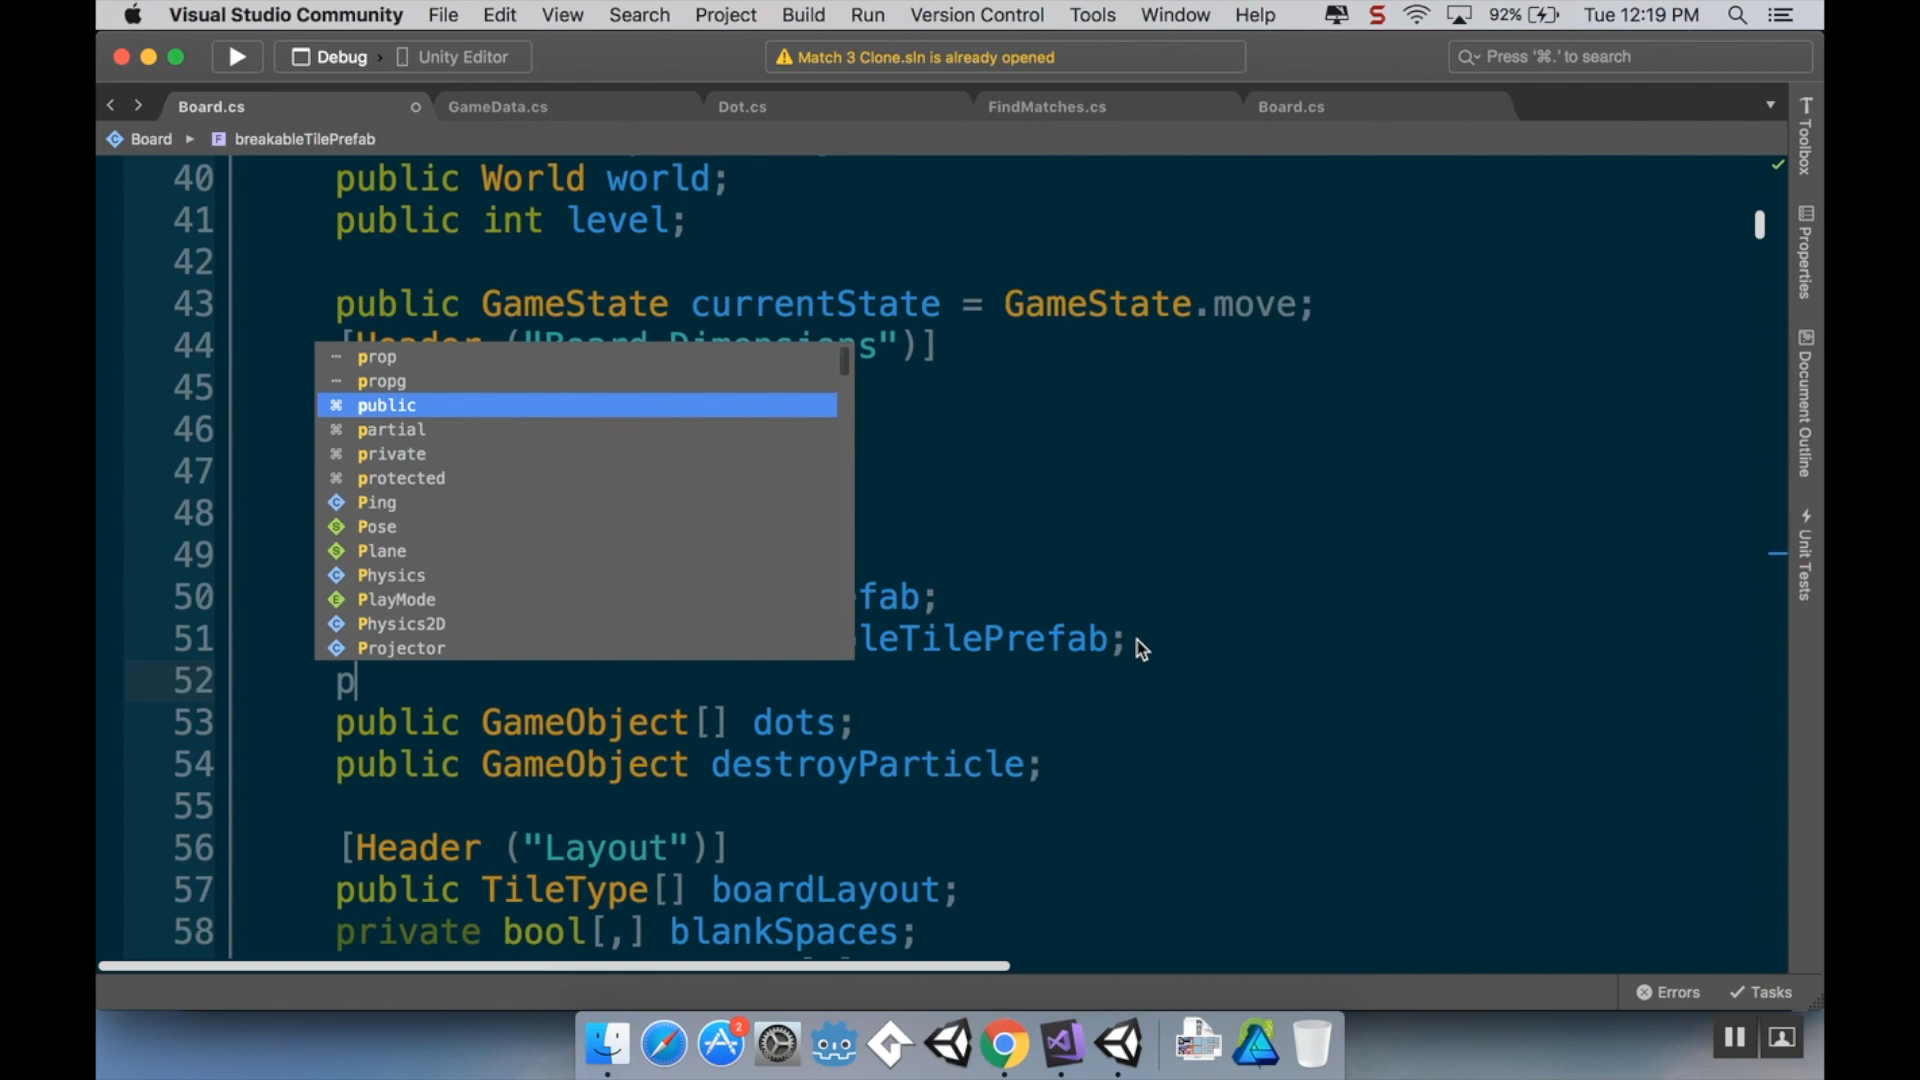 Visual Studio Community File Edit View Search Project Build Run Version Control Tools Window Help S 92% Tue 12:19 PM
Debug Unity Editor Match 3 Clone.sln is already opened Press '⌘.' to search
Board.cs GameData.cs Dot.cs FindMatches.cs Board.cs
Board breakableTilePrefab
40 public World world;
41 public int level;
42
43 public GameState currentState = GameState.move;
44 [Header ("Board Dimensions")]
prop
propg
45
public
46 partial
private
47
protected
48 Ping
Pose
49 Plane
Physics
50 PlayMode fab;
Physics2D
51 Projector leTilePrefab;
52 p
53 public GameObject[] dots;
54 public GameObject destroyParticle;
55
56 [Header ("Layout")]
57 public TileType[] boardLayout;
58 private bool[,] blankSpaces;
Toolbox
Properties
Document Outline
Unit Tests
Errors Tasks
2